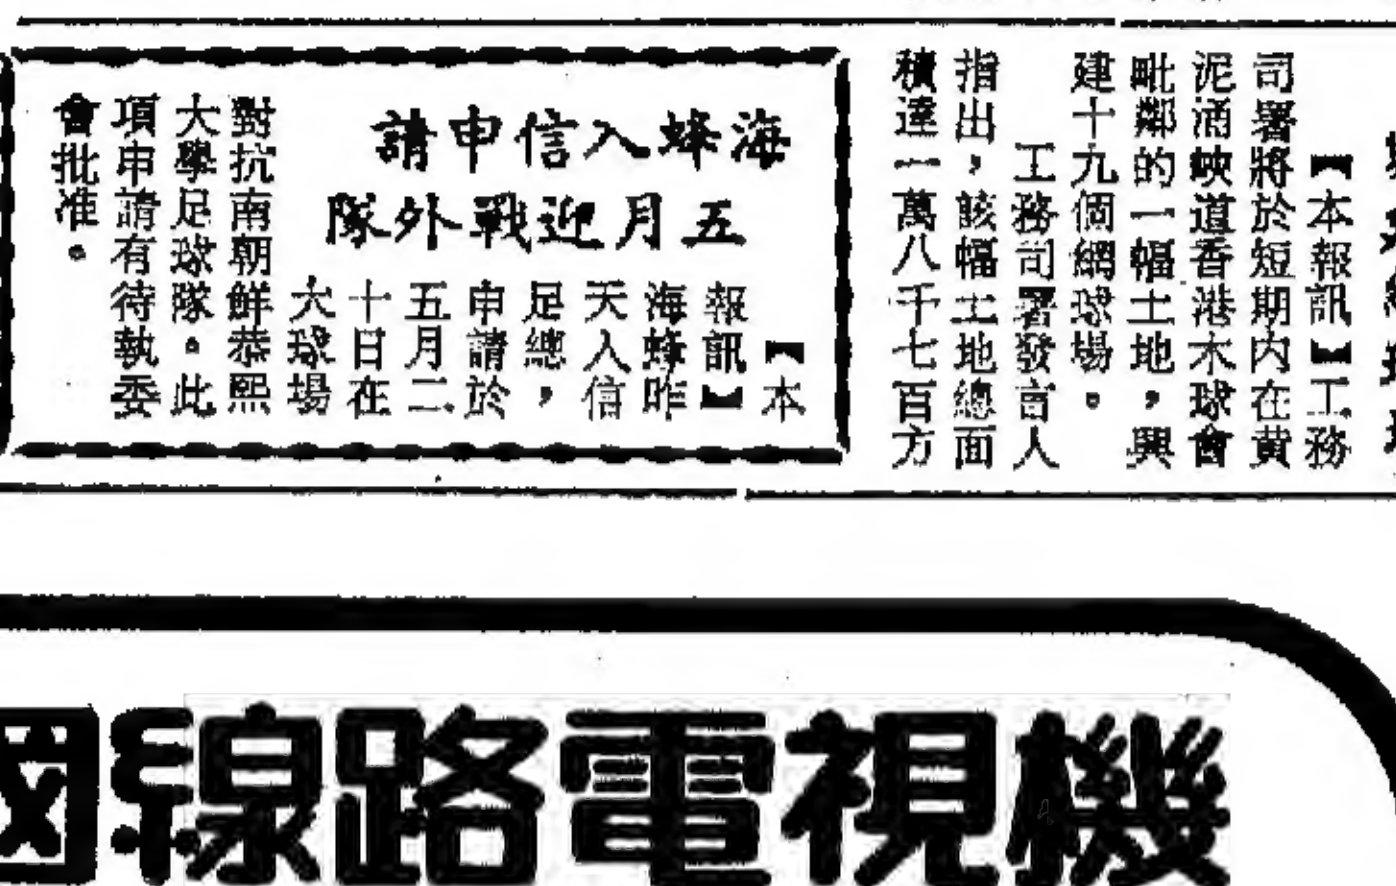 【本報訊】工務
司署將於短期內在黃
泥涌峽道香港木球會
毗鄰的一幅土地，興
建十九個網球場。
工務司署發言人
指出，該幅土地總面
積達一萬八千七百方
海蜂入信申請
五月迎戰外隊
【本
報訊】
海蜂昨
天入信
足總，
申請於
五月二
十日在
大球場
對抗南朝鮮恭熙
大學足球隊。此
項申請有待執委
會批准。
線路電視機